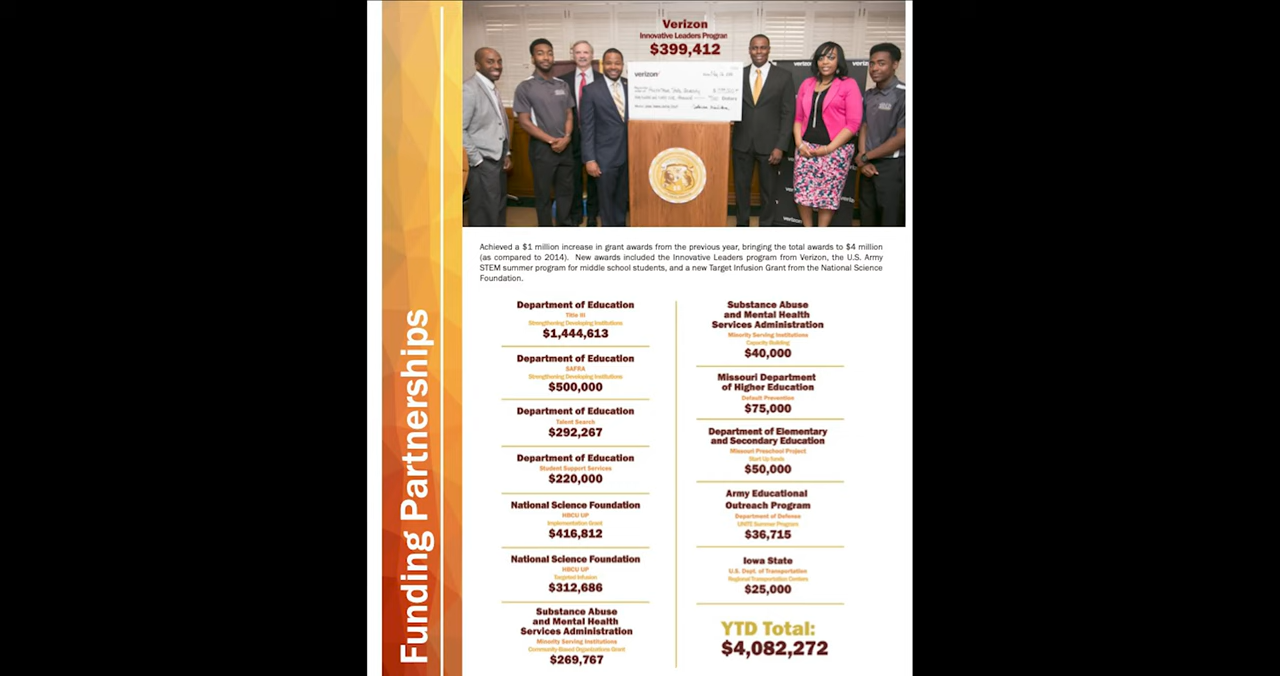 Funding Partnerships
Verizon
Innovative Leaders Program
$399,412
verizon
Achieved a $1 million increase in grant awards from the previous year, bringing the total awards to $4 million
(as compared to 2014). New awards included the Innovative Leaders program from Verizon, the U.S. Army
STEM summer program for middle school students, and a new Target Infusion Grant from the National Science
Foundation.
Department of Education
Title III
Strengthening Developing Institutions
$1,444,613
Department of Education
SAFRA
Strengthening Developing Institutions
$500,000
Department of Education
Talent Search
$292,267
Department of Education
Student Support Services
$220,000
National Science Foundation
HBCU UP
Implementation Grant
$416,812
National Science Foundation
HBCU UP
Targeted Infusion
$312,686
Substance Abuse
and Mental Health
Services Administration
Minority Serving Institutions
Community-Based Organizations Grant
$269,767
Substance Abuse
and Mental Health
Services Administration
Minority Serving Institutions
Capacity Building
$40,000
Missouri Department
of Higher Education
Default Prevention
$75,000
Department of Elementary
and Secondary Education
Missouri Preschool Project
Start Up Funds
$50,000
Army Educational
Outreach Program
Department of Defense
UNITE Summer Program
$36,715
Iowa State
U.S. Dept. of Transportation
Regional Transportation Centers
$25,000
YTD Total:
$4,082,272